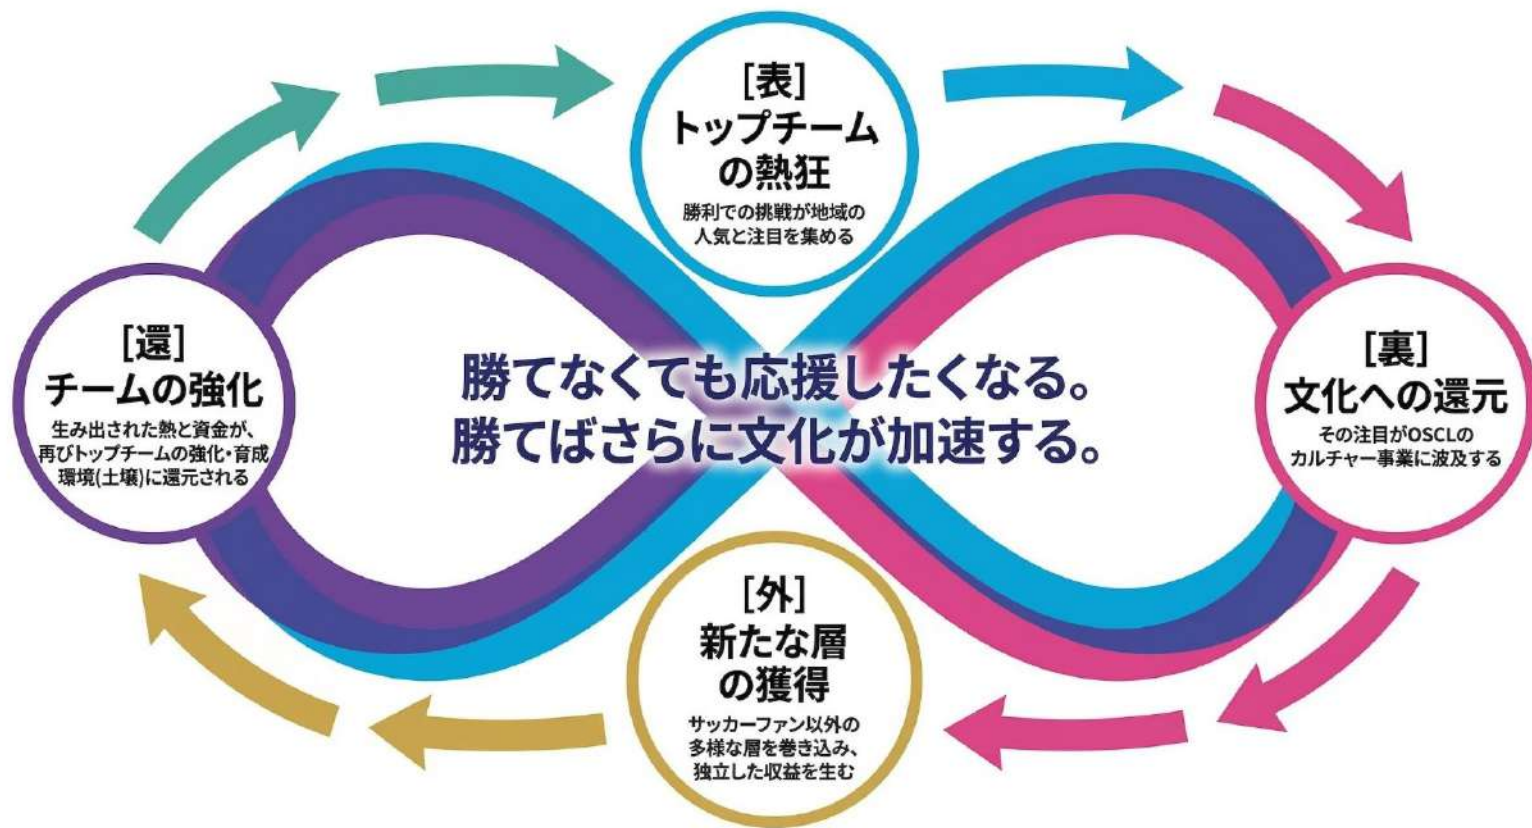 [表]
トップチーム
の熱狂
勝利での挑戦が地域の
人気と注目を集める
[還]
チームの強化
生み出された熱と資金が、
再びトップチームの強化・育成
環境(土壌)に還元される
勝てなくても応援したくなる。
勝てばさらに文化が加速する。
[裏]
文化への還元
その注目がOSCLの
カルチャー事業に波及する
[外]
新たな層
の獲得
サッカーファン以外の
多様な層を巻き込み、
独立した収益を生む